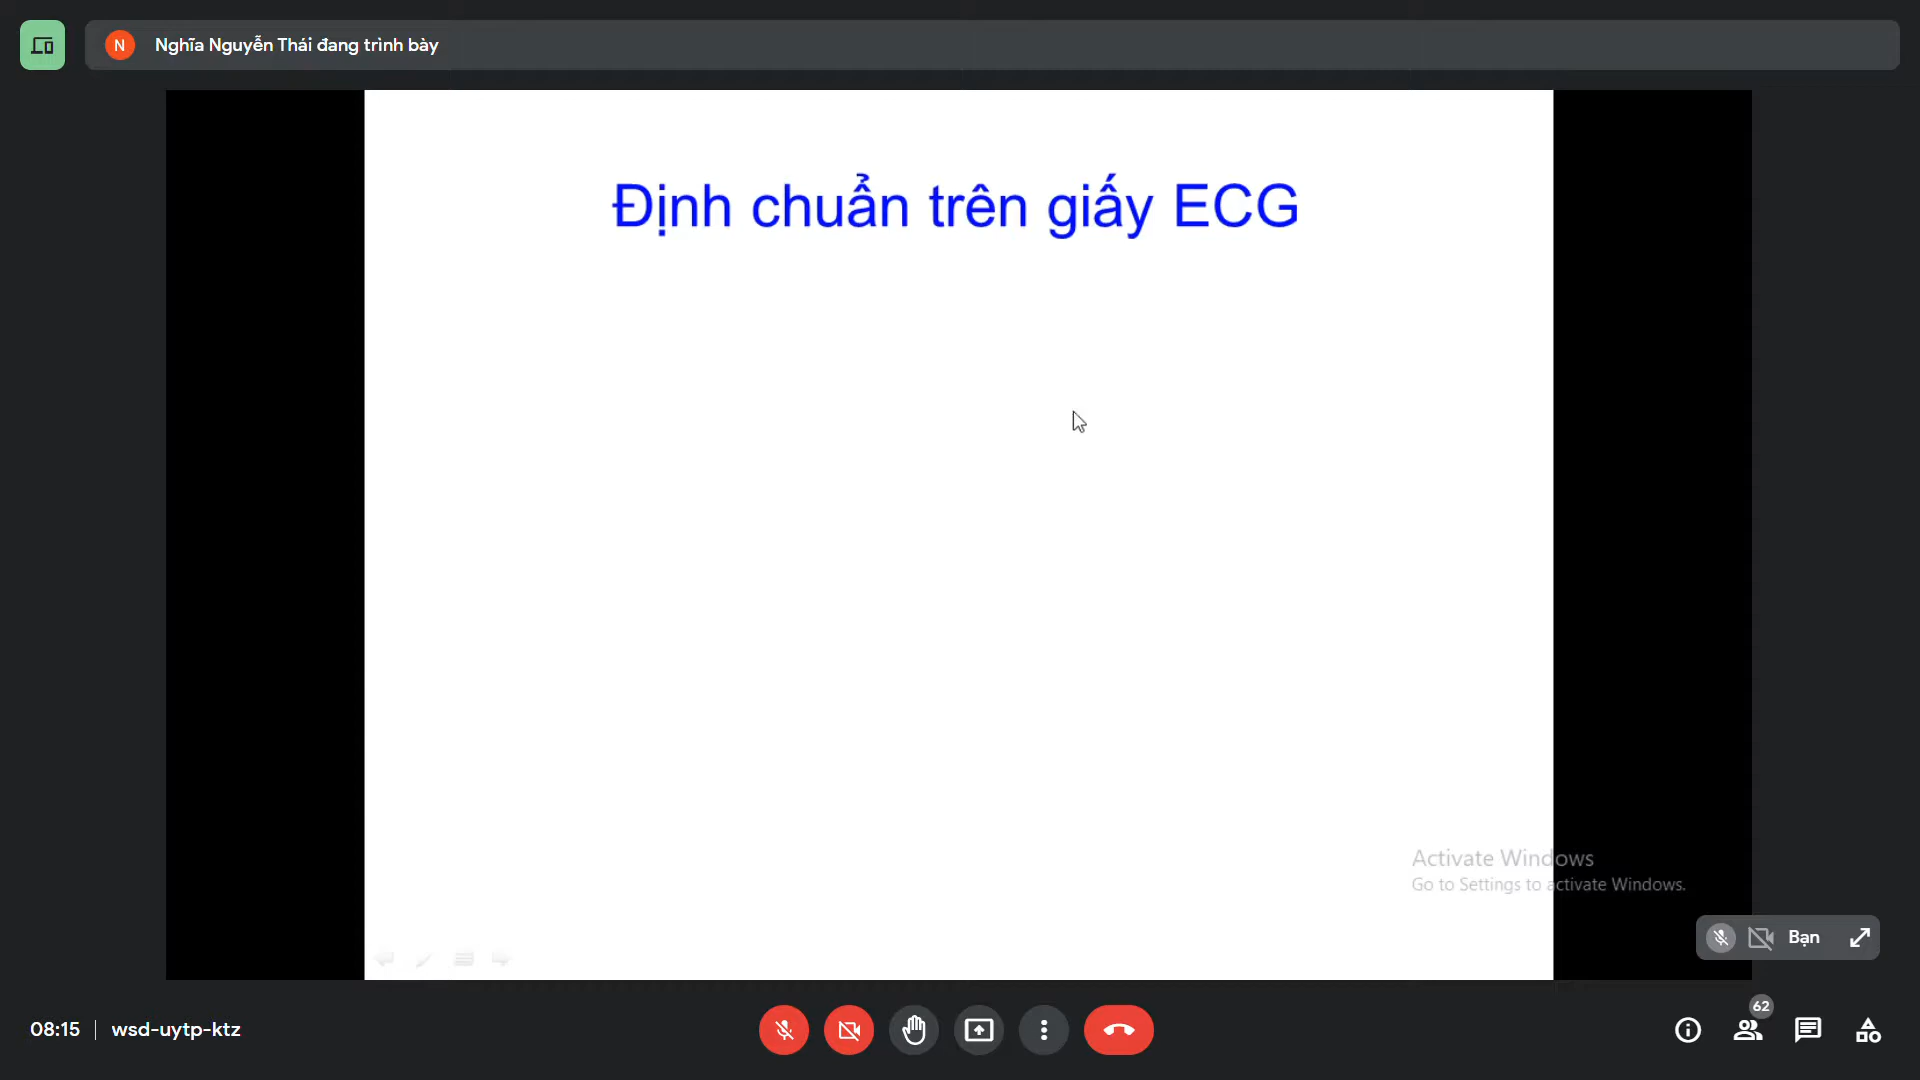 N Nghĩa Nguyễn Thái đang trình bày
Định chuẩn trên giấy ECG
Activate Windows
Go to Settings to activate Windows.
Bạn
62
08:15 | wsd-uytp-ktz